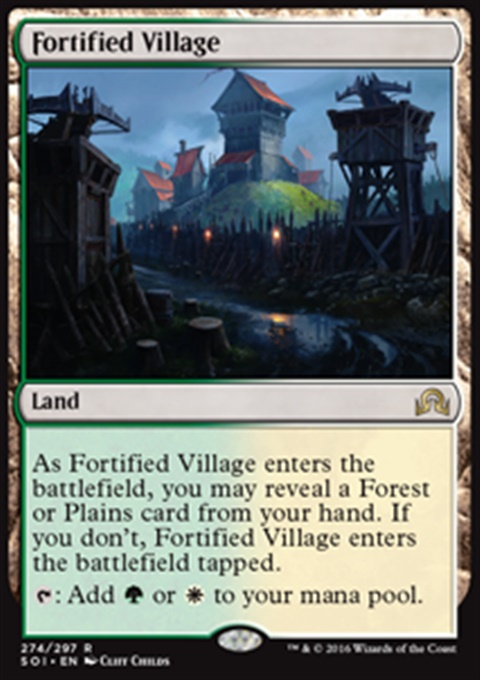 Fortified Village
Land
As Fortified Village enters the
battlefield, you may reveal a Forest
or Plains card from your hand. If
you don't, Fortified Village enters
the battlefield tapped.
: Add or to your mana pool.
274/297 R
SOI • EN Cliff Childs
™ & © 2016 Wizards of the Coast